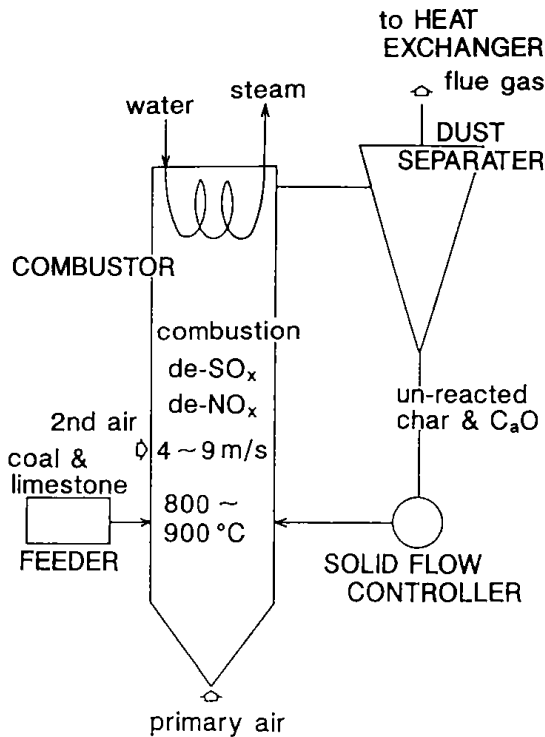 to HEAT
EXCHANGER
flue gas
water
steam
DUST
SEPARATER
COMBUSTOR
combustion
de-SOₓ
de-NOₓ
un-reacted
char & CₐO
2nd air
4 ~ 9 m/s
coal &
limestone
800 ~
900 °C
FEEDER
SOLID FLOW
CONTROLLER
primary air